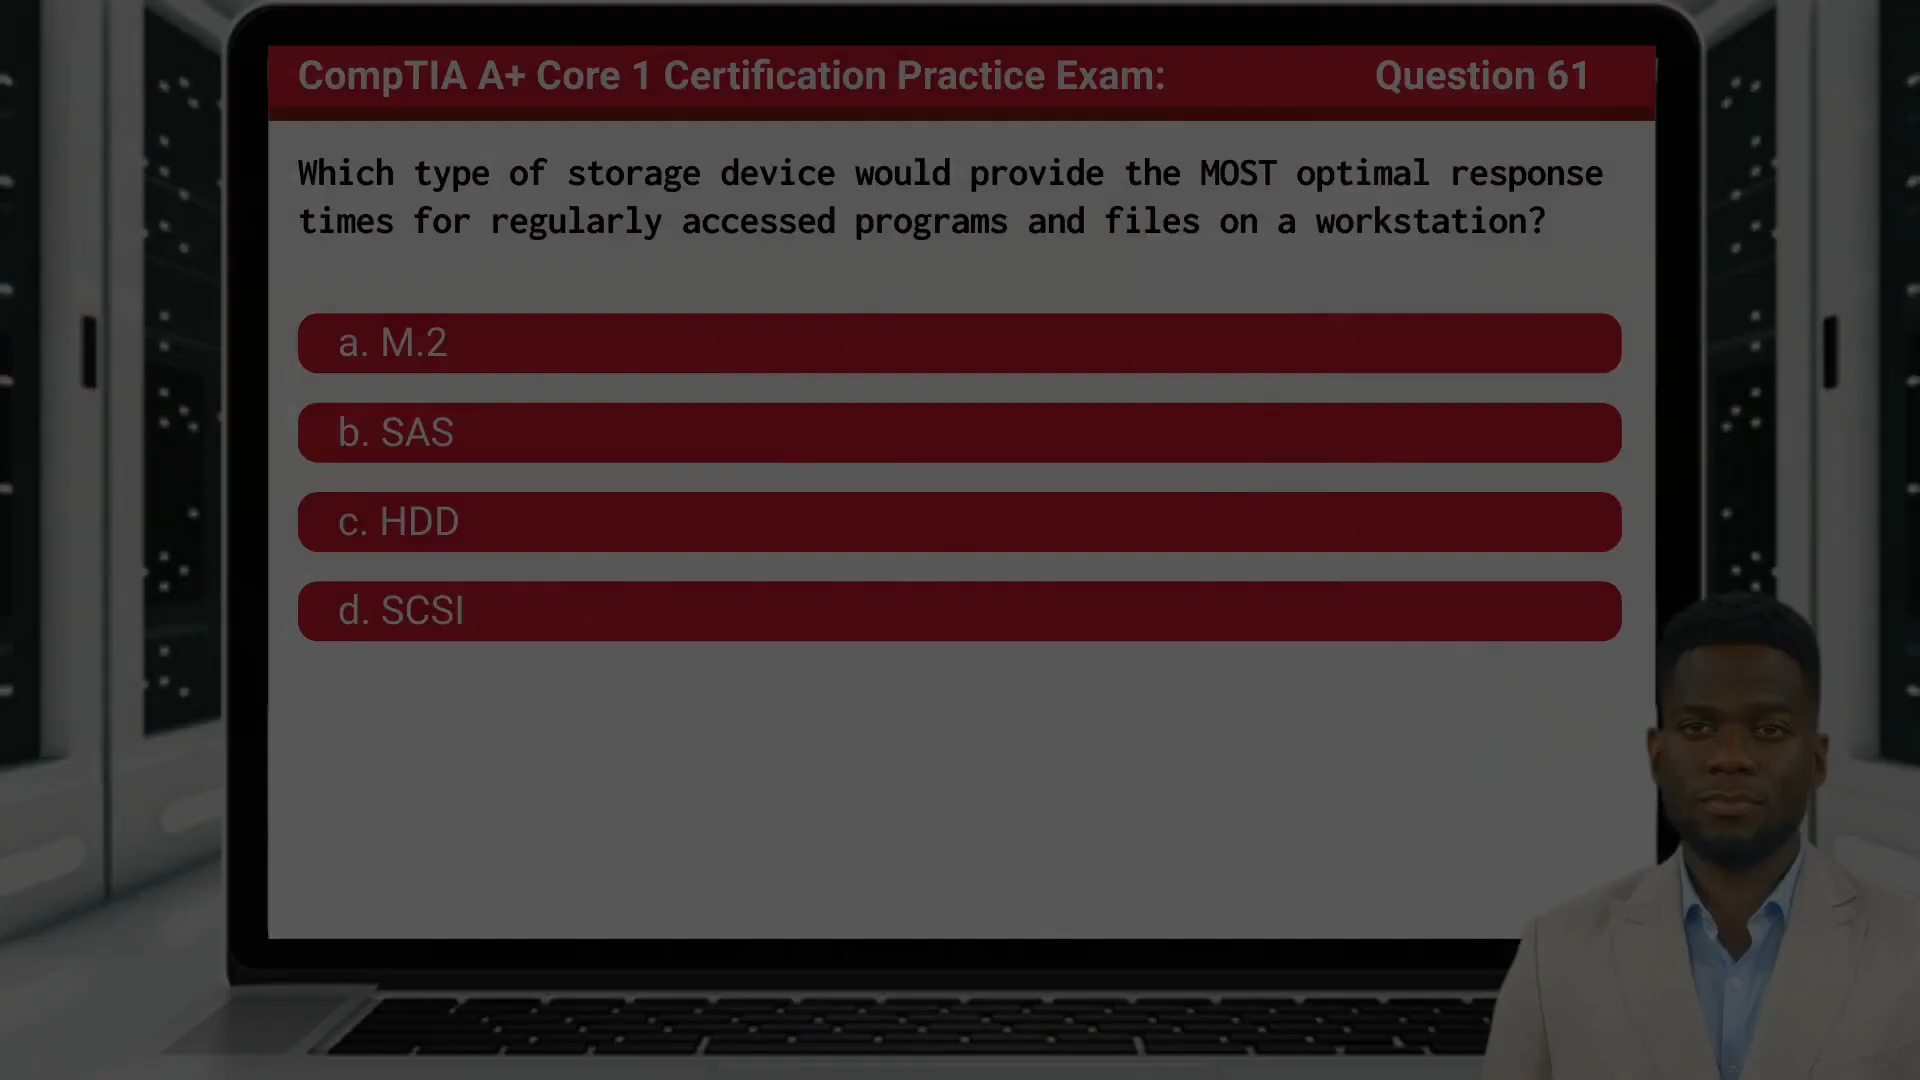 CompTIA A+ Core 1 Certification Practice Exam: Question 61
Which type of storage device would provide the MOST optimal response
times for regularly accessed programs and files on a workstation?
a. M.2
b. SAS
c. HDD
d. SCSI